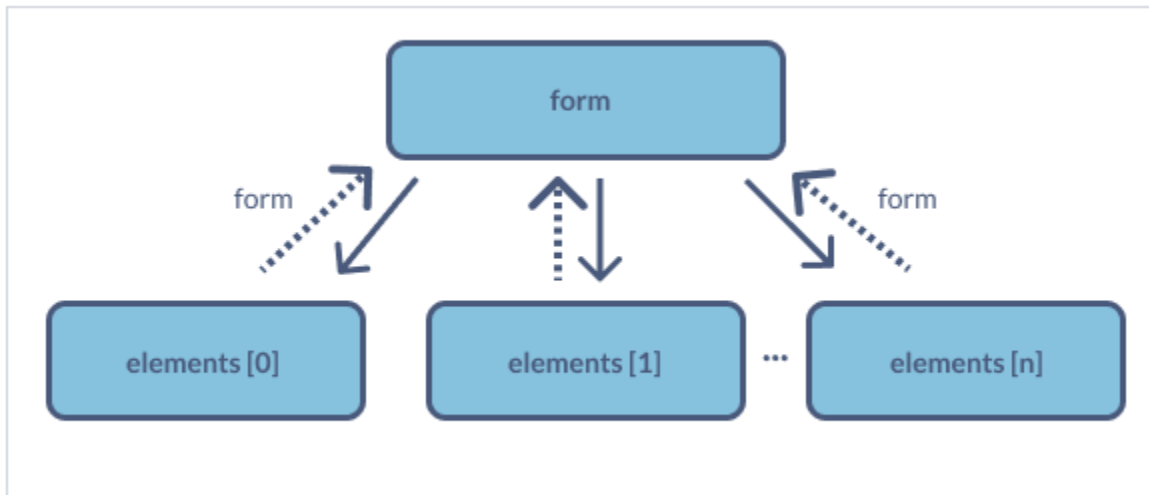 form
form
form
elements [0]
elements [1]
...
elements [n]